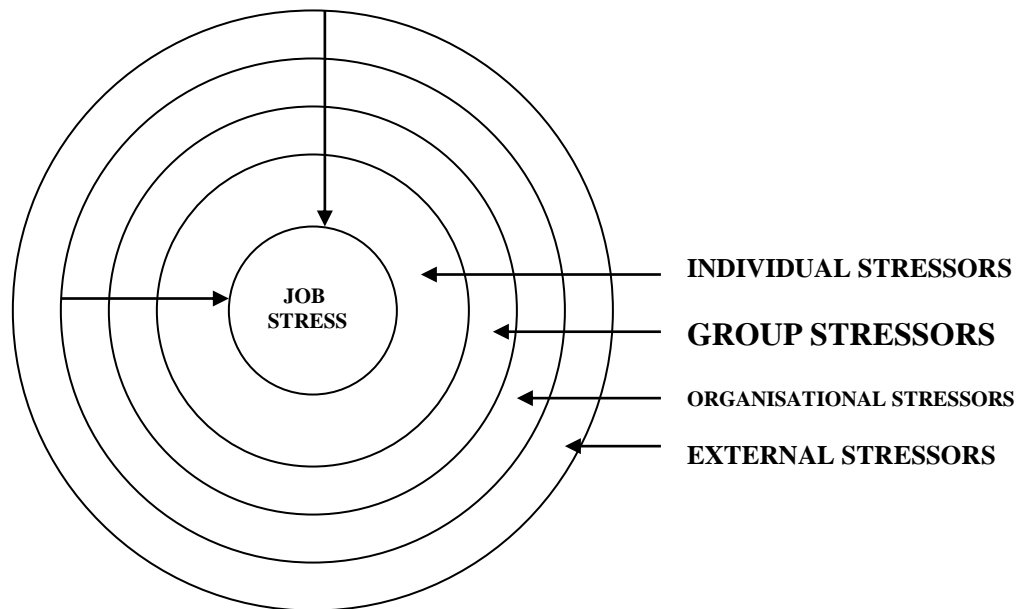 JOB
STRESS
INDIVIDUAL STRESSORS
GROUP STRESSORS
ORGANISATIONAL STRESSORS
EXTERNAL STRESSORS